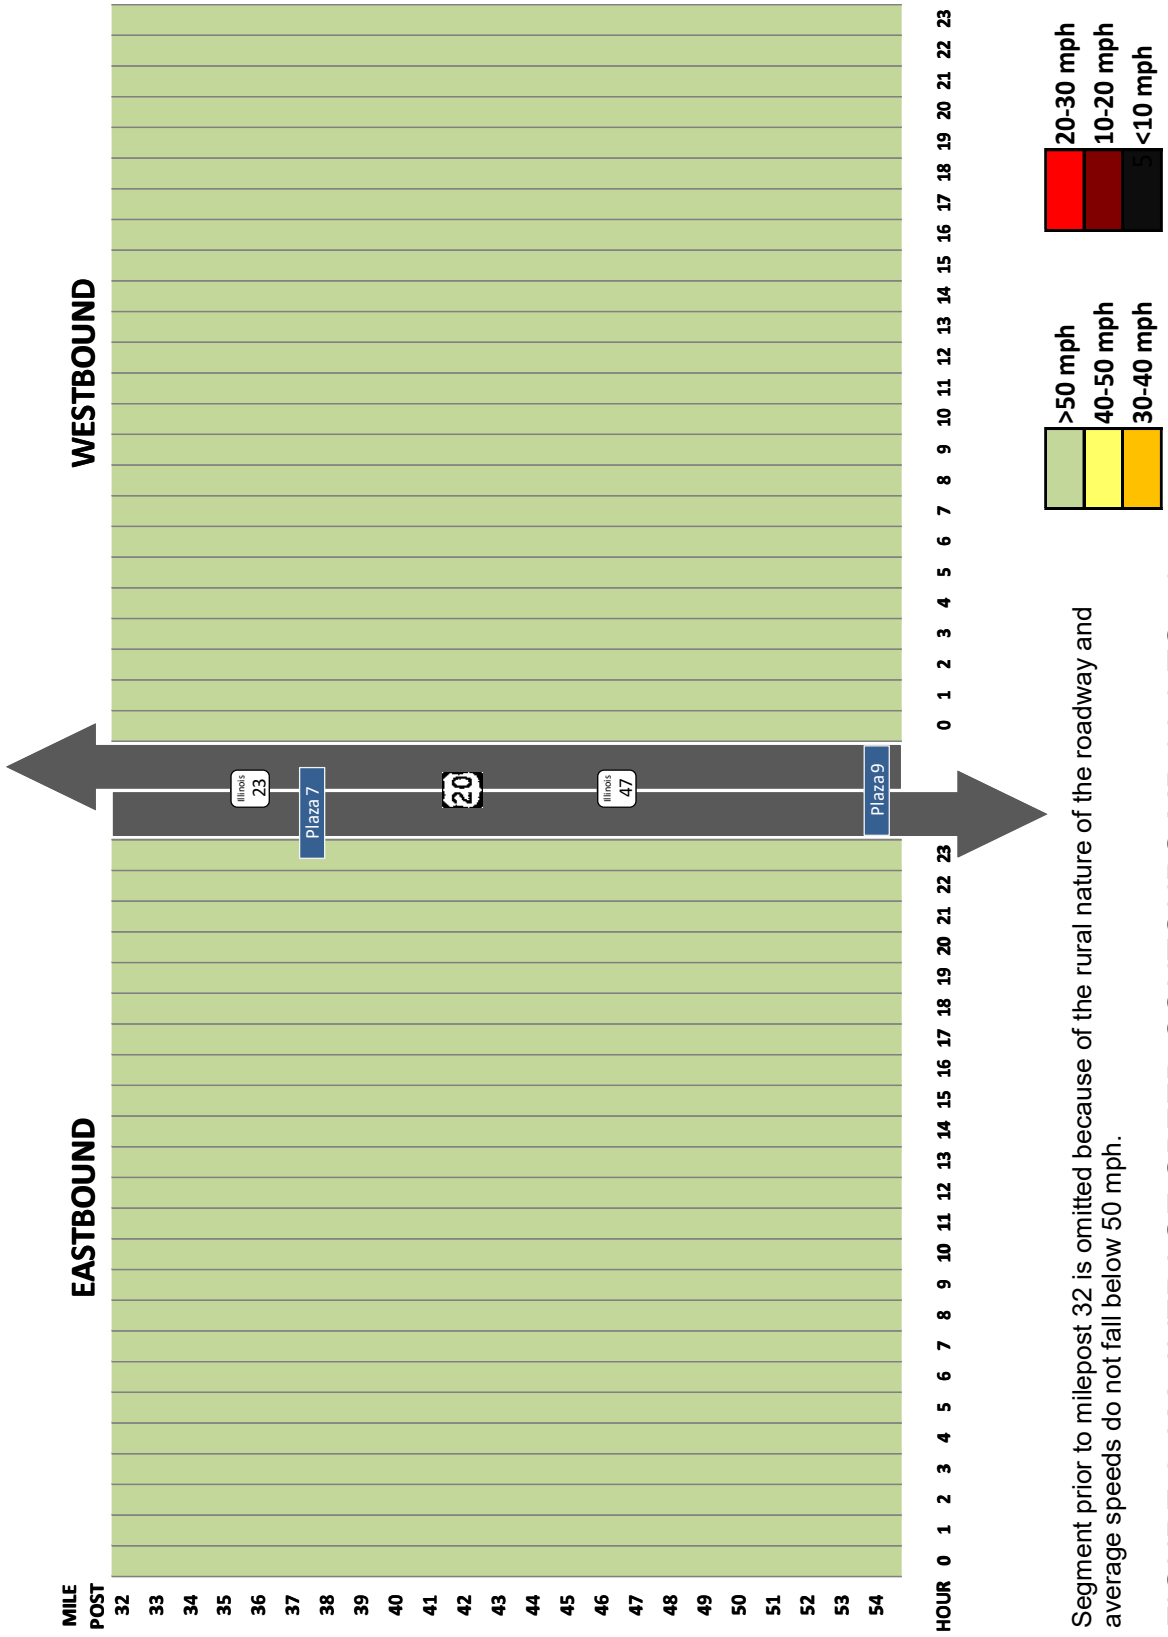 EASTBOUND
WESTBOUND
MILE
POST
32
33
34
35
36
37
38
39
40
41
42
43
44
45
46
47
48
49
50
51
52
53
54
Illinois
23
Plaza 7
20
Illinois
47
Plaza 9
HOUR 0 1 2 3 4 5 6 7 8 9 10 11 12 13 14 15 16 17 18 19 20 21 22 23
0 1 2 3 4 5 6 7 8 9 10 11 12 13 14 15 16 17 18 19 20 21 22 23
>50 mph
40-50 mph
30-40 mph
20-30 mph
10-20 mph
5 <10 mph
Segment prior to milepost 32 is omitted because of the rural nature of the roadway and
average speeds do not fall below 50 mph.